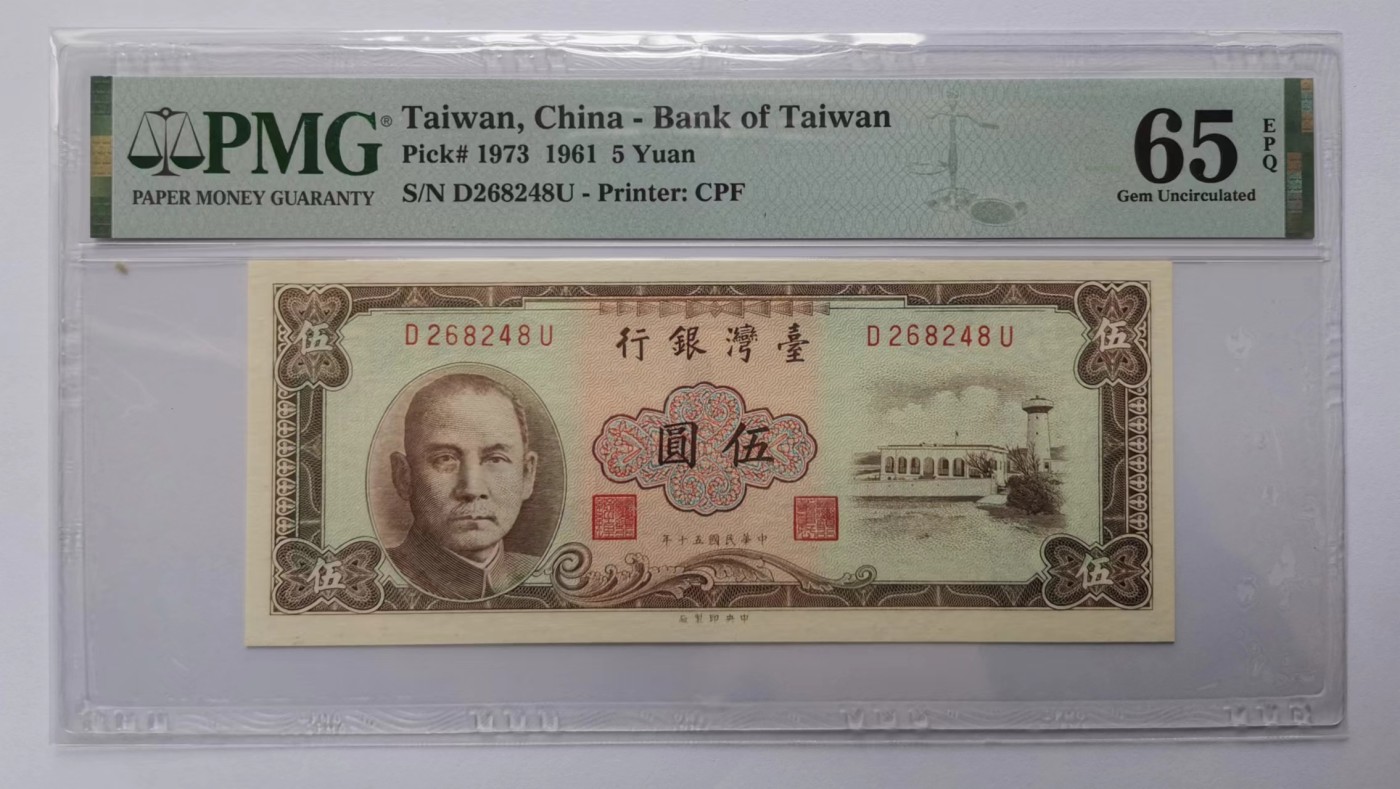 PMG®
PAPER MONEY GUARANTY
Taiwan, China - Bank of Taiwan
Pick# 1973 1961 5 Yuan
S/N D268248U - Printer: CPF
65
EPQ
Gem Uncirculated
伍
伍
D268248U
行銀灣臺
D268248U
圓伍
年十五國民華中
伍
伍
廠製印央中